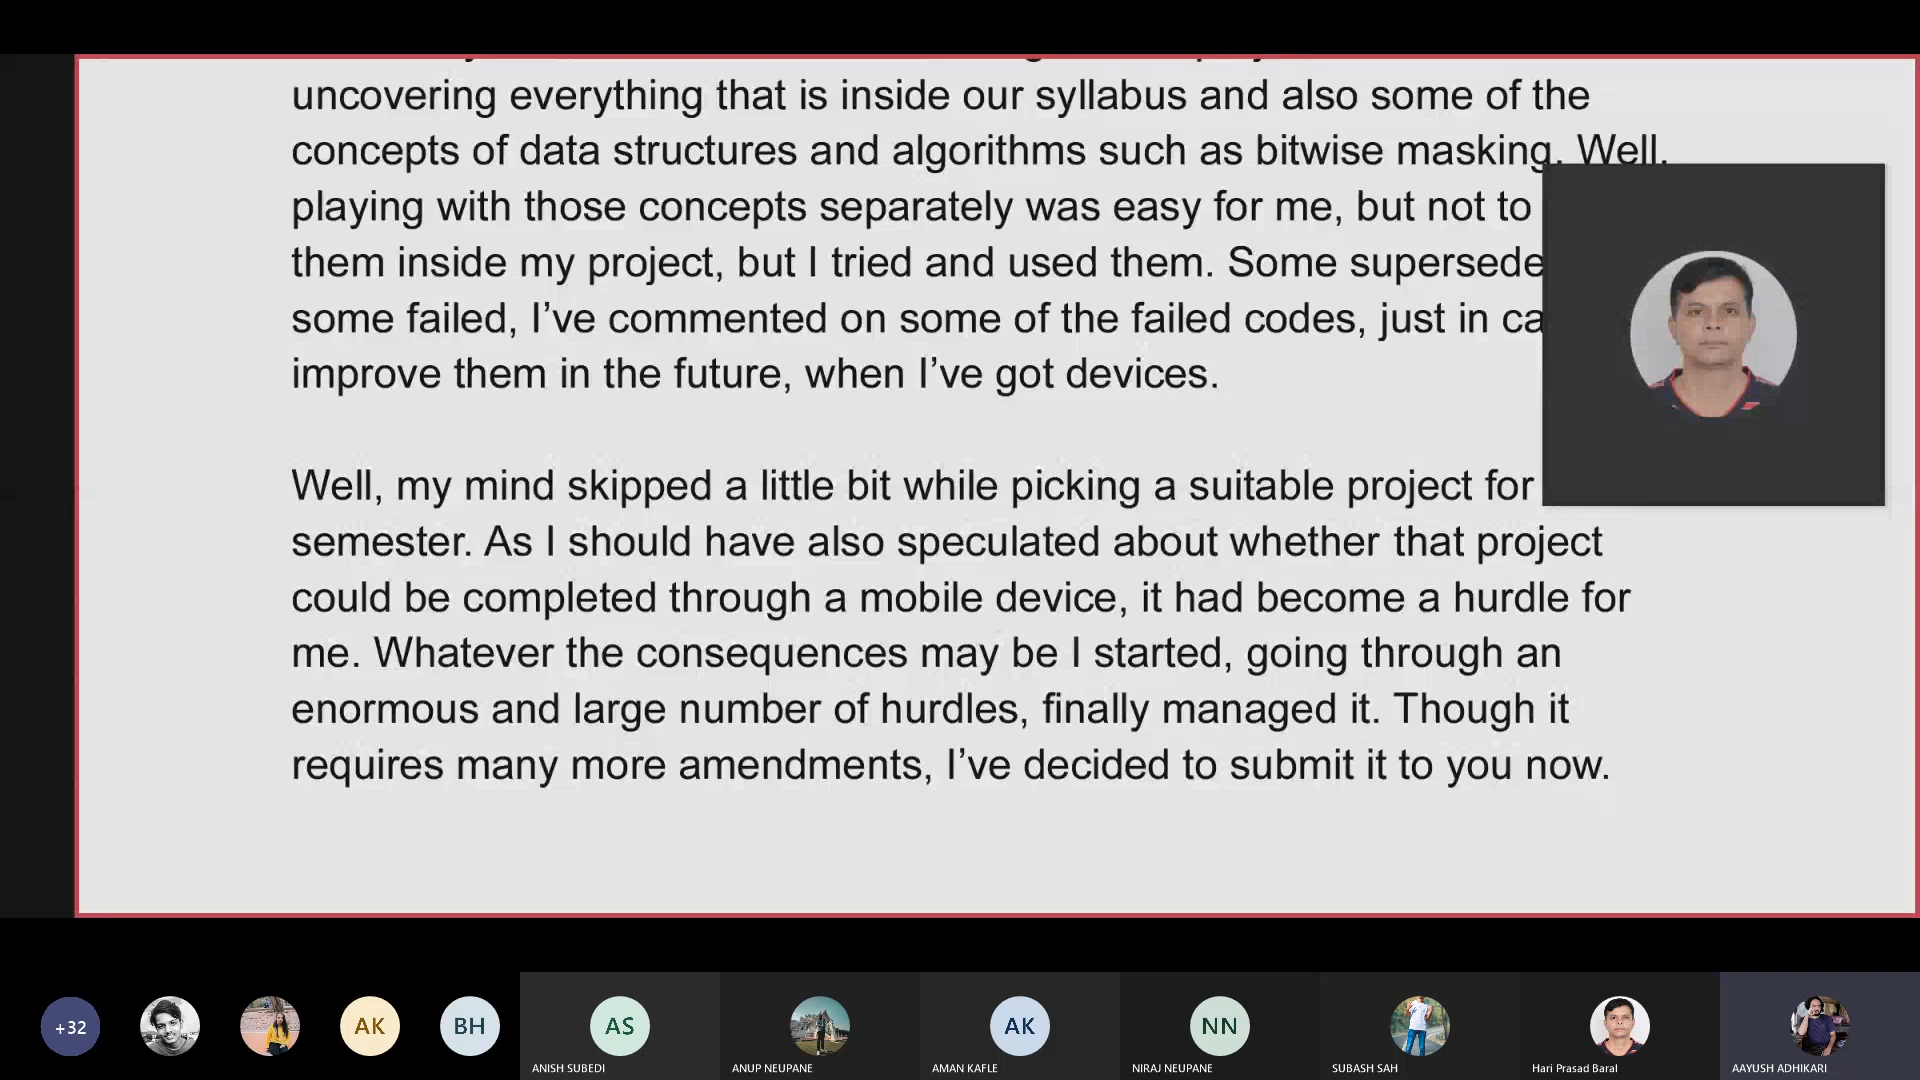 uncovering everything that is inside our syllabus and also some of the
concepts of data structures and algorithms such as bitwise masking. Well,
playing with those concepts separately was easy for me, but not to
them inside my project, but I tried and used them. Some supersede
some failed, I’ve commented on some of the failed codes, just in ca
improve them in the future, when I’ve got devices.
Well, my mind skipped a little bit while picking a suitable project for
semester. As I should have also speculated about whether that project
could be completed through a mobile device, it had become a hurdle for
me. Whatever the consequences may be I started, going through an
enormous and large number of hurdles, finally managed it. Though it
requires many more amendments, I’ve decided to submit it to you now.
+32 AK BH AS AK NN
ANISH SUBEDI ANUP NEUPANE AMAN KAFLE NIRAJ NEUPANE SUBASH SAH Hari Prasad Baral AAYUSH ADHIKARI